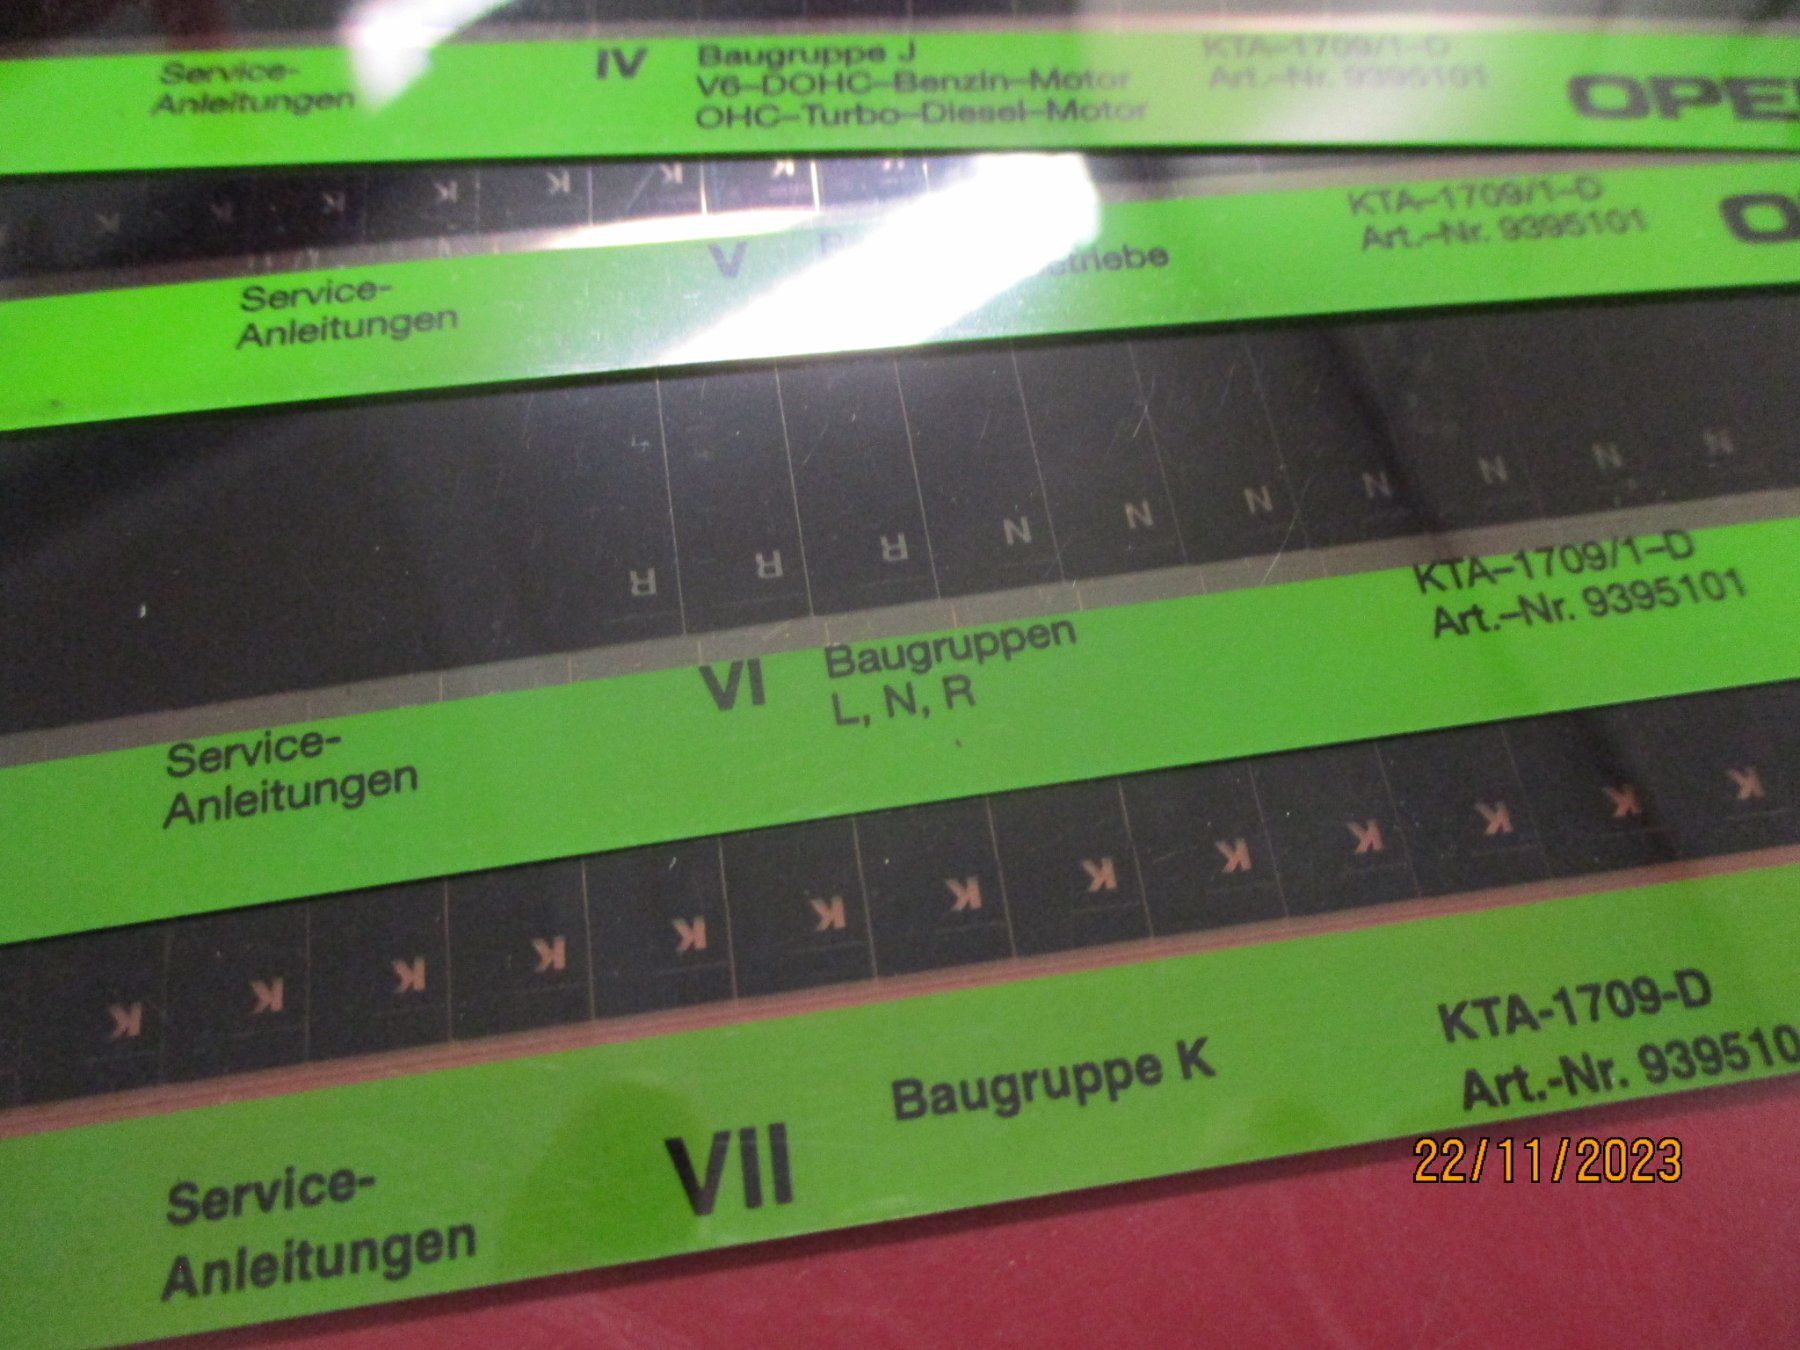 Service-
Anleitungen
IV
Baugruppe J
V6–DOHC–Benzin–Motor
OHC–Turbo–Diesel–Motor
KTA–1709/1–D
Art.–Nr. 9395101
OPEL
K K K K K K K
Service-
Anleitungen
V
KTA–1709/1–D
Art.–Nr. 9395101
R R R N N N N N N N
Service-
Anleitungen
VI
Baugruppen
L, N, R
KTA–1709/1–D
Art.–Nr. 9395101
K K K K K K K K K K K K K
Service-
Anleitungen
VII
Baugruppe K
KTA-1709-D
Art.-Nr. 939510
22/11/2023